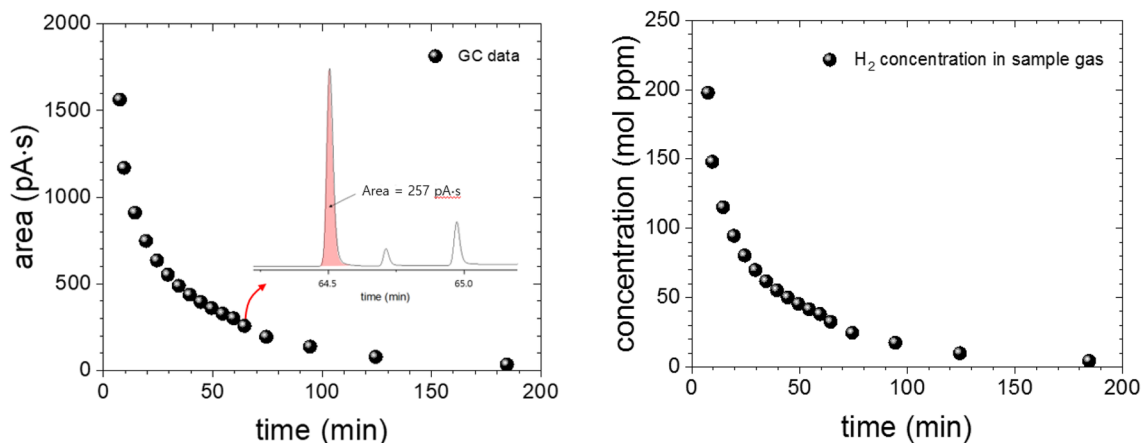 2000
1500
1000
500
0
area (pA·s)
GC data
Area = 257 pA·s
64.5
65.0
time (min)
0
50
100
150
200
time (min)
250
200
150
100
50
0
concentration (mol ppm)
H₂ concentration in sample gas
0
50
100
150
200
time (min)